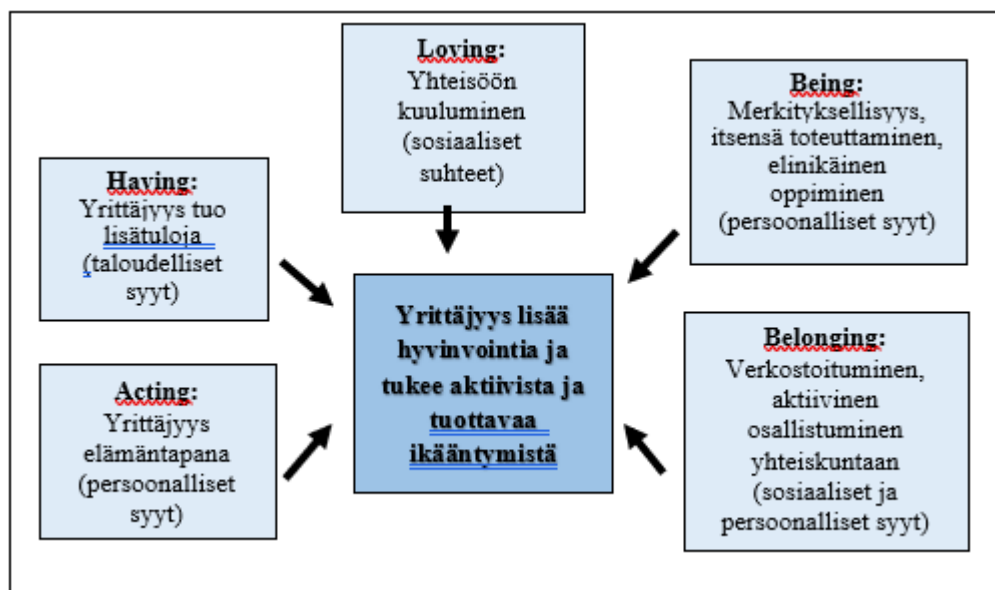 Loving:
Yhteisöön
kuuluminen
(sosiaaliset
suhteet)
Being:
Merkityksellisyys,
itsensä toteuttaminen,
elinikäinen
oppiminen
(persoonalliset syyt)
Having:
Yrittäjyys tuo
lisätuloja
(taloudelliset
syyt)
Yrittäjyys lisää
hyvinvointia ja
tukee aktiivista ja
tuottavaa
ikääntymistä
Acting:
Yrittäjyys
elämäntapana
(persoonalliset
syyt)
Belonging:
Verkostoituminen,
aktiivinen
osallistuminen
yhteiskuntaan
(sosiaaliset ja
persoonalliset syyt)